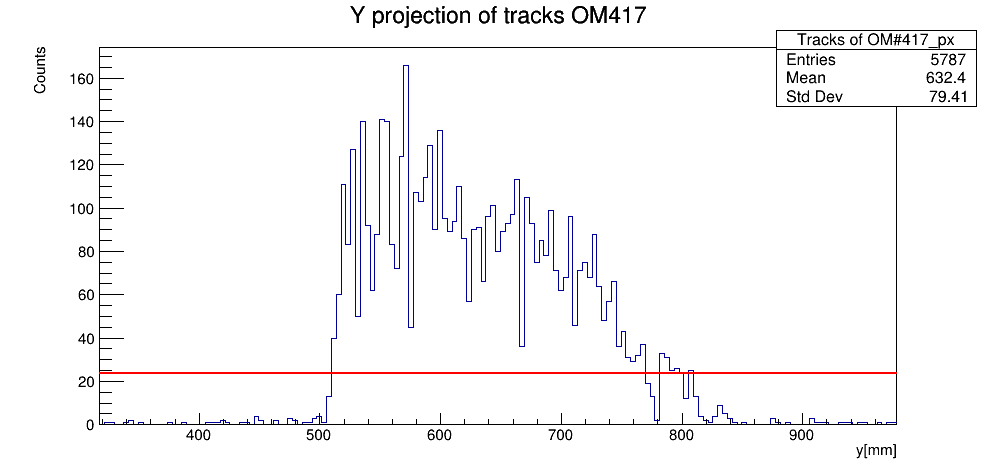 Y projection of tracks OM417
Tracks of OM#417_px
Entries 5787
Mean 632.4
Std Dev 79.41
Counts
160
140
120
100
80
60
40
20
0
400 500 600 700 800 900
y[mm]